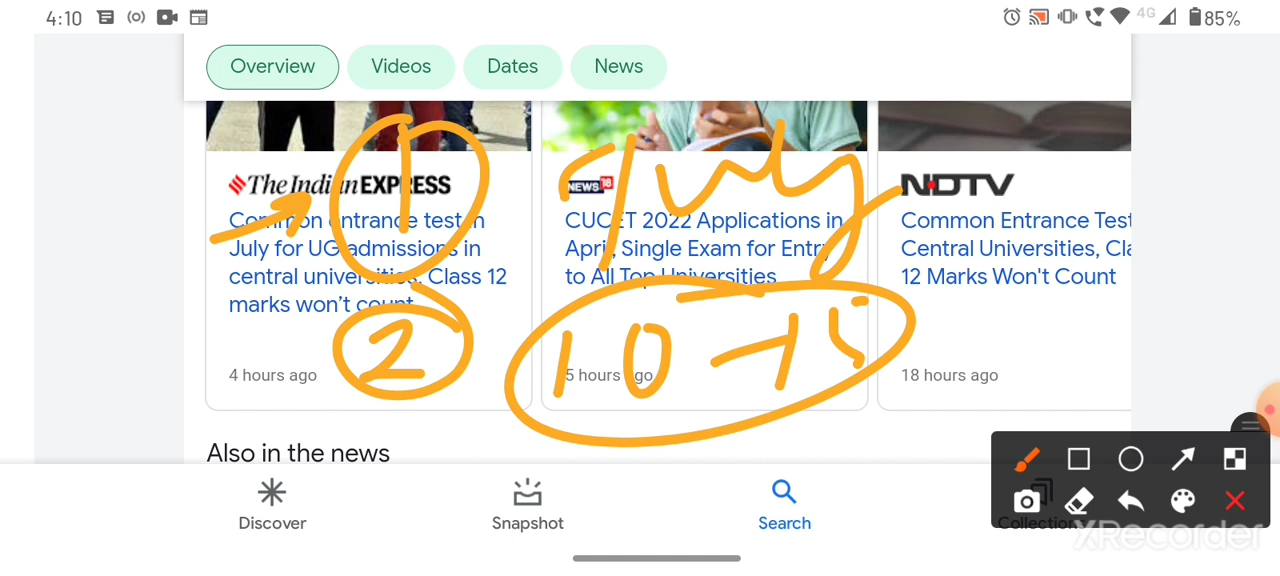 4:10
4G
85%
Overview
Videos
Dates
News
The Indian EXPRESS
Common entrance test in
July for UG admissions in
central universities, Class 12
marks won't count
4 hours ago
NEWS 18
CUCET 2022 Applications in
April, Single Exam for Entry
to All Top Universities
5 hours ago
NDTV
Common Entrance Test
Central Universities, Cla
12 Marks Won't Count
18 hours ago
1
2
July
10-15
Also in the news
Discover
Snapshot
Search
Collection
XRecorder